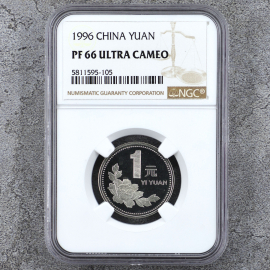 1996 CHINA YUAN
PF 66 ULTRA CAMEO
5811595-105
NUMISMATIC GUARANTY CORPORATION
NGC
1
元
YI YUAN